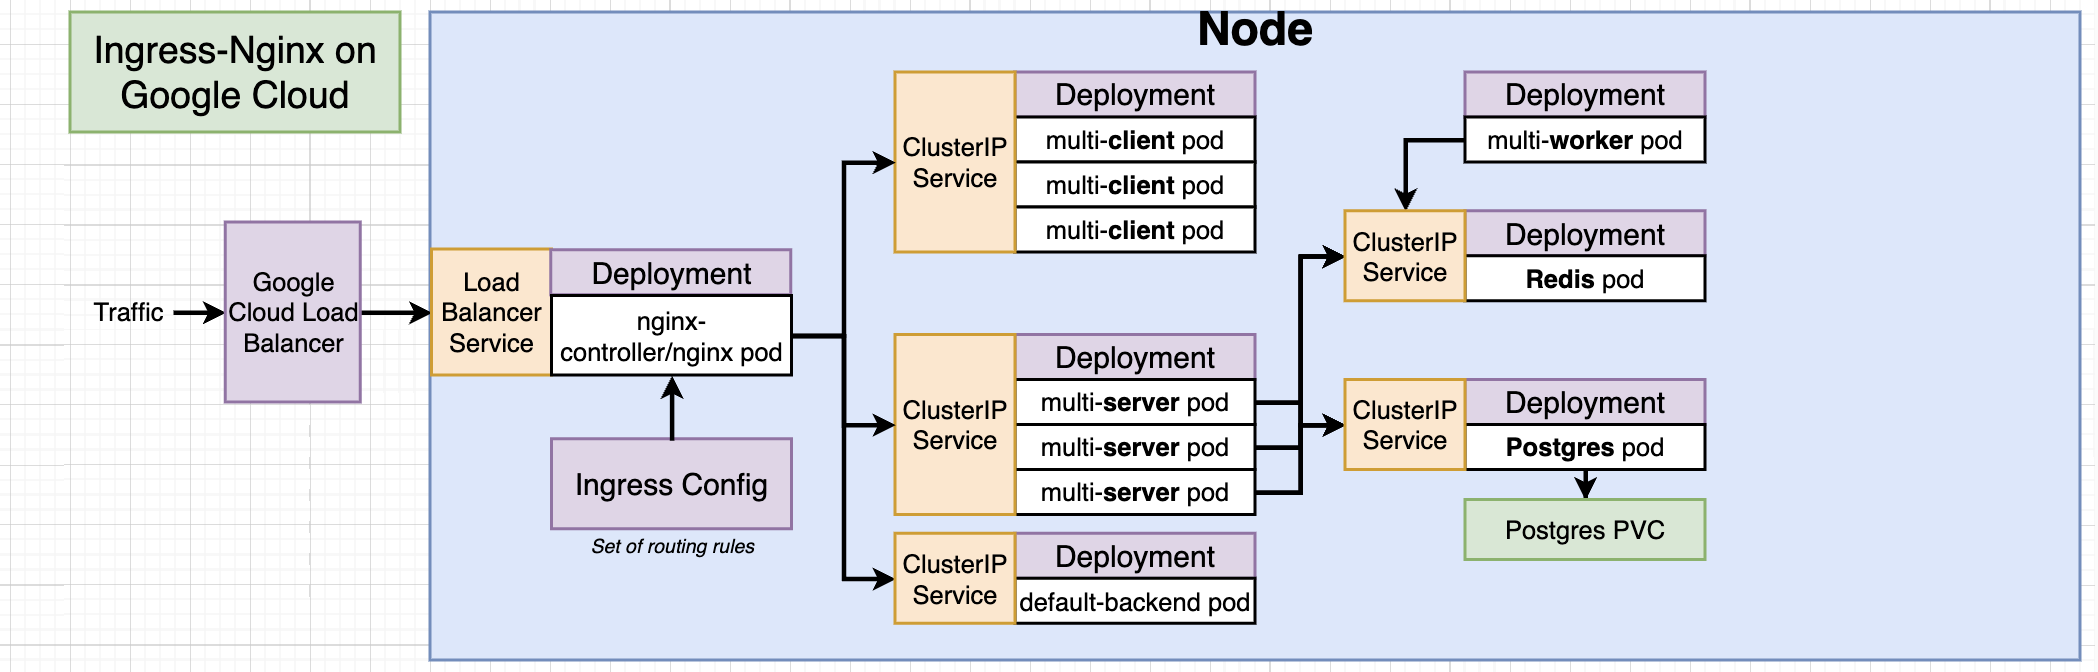 Ingress-Nginx on
Google Cloud
Node
Traffic
Google
Cloud Load
Balancer
Load
Balancer
Service
Deployment
nginx-
controller/nginx pod
Ingress Config
Set of routing rules
ClusterIP
Service
Deployment
multi-client pod
multi-client pod
multi-client pod
ClusterIP
Service
Deployment
multi-server pod
multi-server pod
multi-server pod
ClusterIP
Service
Deployment
default-backend pod
Deployment
multi-worker pod
ClusterIP
Service
Deployment
Redis pod
ClusterIP
Service
Deployment
Postgres pod
Postgres PVC